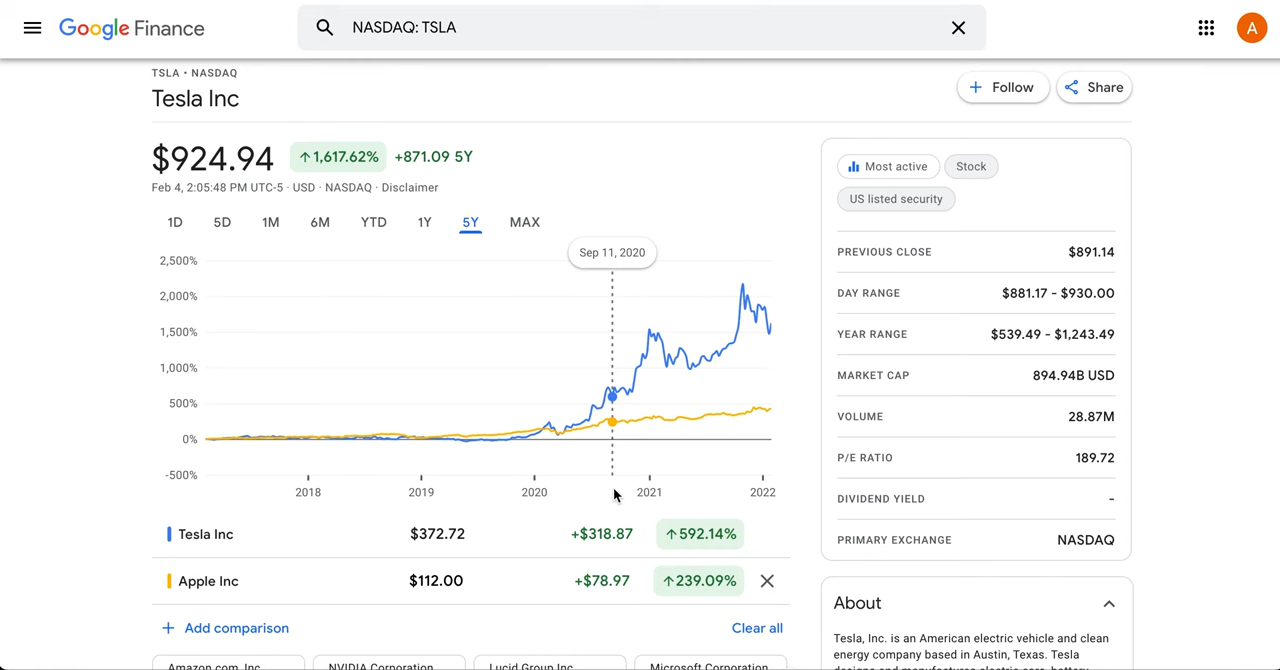 Google Finance
NASDAQ: TSLA
A
TSLA • NASDAQ
Tesla Inc
Follow
Share
$924.94 ↑1,617.62% +871.09 5Y
Feb 4, 2:05:48 PM UTC-5 · USD · NASDAQ · Disclaimer
1D 5D 1M 6M YTD 1Y 5Y MAX
Sep 11, 2020
2,500%
2,000%
1,500%
1,000%
500%
0%
-500%
2018 2019 2020 2021 2022
Tesla Inc $372.72 +$318.87 ↑592.14%
Apple Inc $112.00 +$78.97 ↑239.09%
+ Add comparison Clear all
Amazon.com, Inc. NVIDIA Corporation Lucid Group Inc Microsoft Corporation
Most active Stock
US listed security
PREVIOUS CLOSE $891.14
DAY RANGE $881.17 - $930.00
YEAR RANGE $539.49 - $1,243.49
MARKET CAP 894.94B USD
VOLUME 28.87M
P/E RATIO 189.72
DIVIDEND YIELD -
PRIMARY EXCHANGE NASDAQ
About
Tesla, Inc. is an American electric vehicle and clean
energy company based in Austin, Texas. Tesla
designs and manufactures electric cars, battery